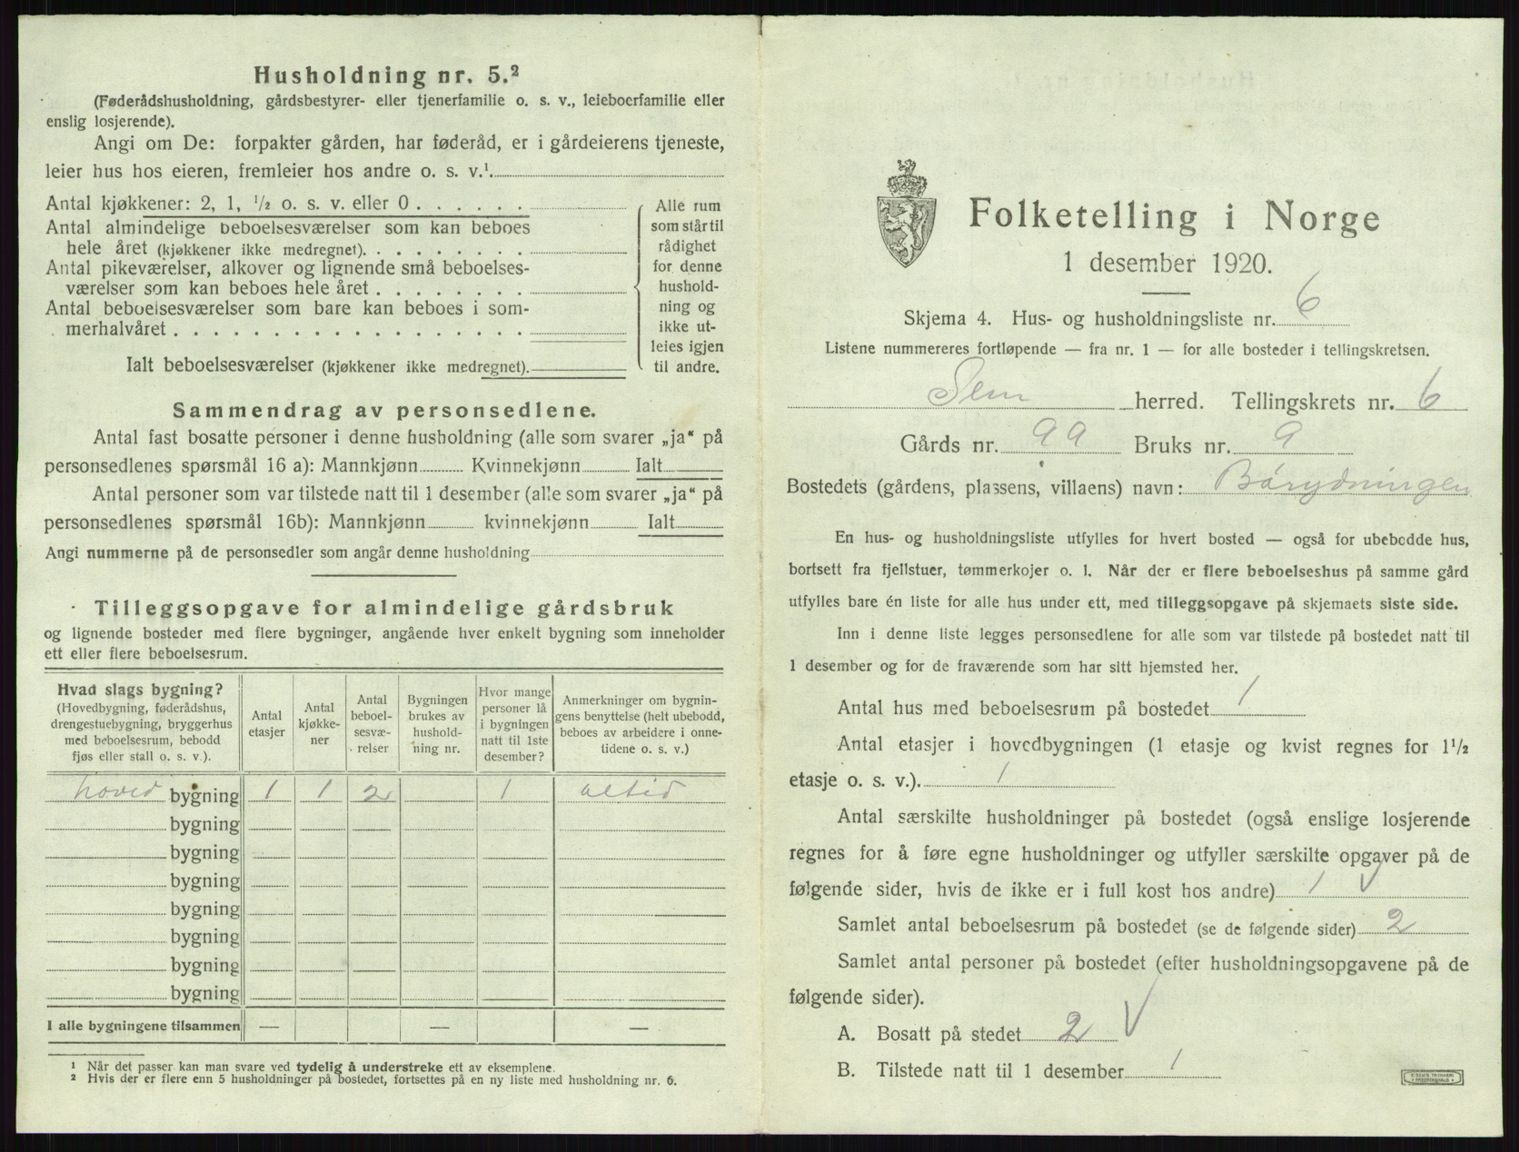 Husholdning nr. 5.²
(Føderådshusholdning, gårdsbestyrer- eller tjenerfamilie o. s. v., leieboerfamilie eller
enslig losjerende).
Angi om De: forpakter gården, har føderåd, er i gårdeierens tjeneste,
leier hus hos eieren, fremleier hos andre o. s. v.¹
Antal kjøkkener: 2, 1, ½ o. s. v. eller 0
Antal almindelige beboelsesværelser som kan beboes
hele året (kjøkkener ikke medregnet)
Antal pikeværelser, alkover og lignende små beboelses-
værelser som kan beboes hele året
Antal beboelsesværelser som bare kan beboes i som-
merhalvåret
Ialt beboelsesværelser (kjøkkener ikke medregnet)
Alle rum
som står til
rådighet
for denne
hushold-
ning og
ikke ut-
leies igjen
til andre.
Sammendrag av personsedlene.
Antal fast bosatte personer i denne husholdning (alle som svarer „ja“ på
personsedlenes spørsmål 16 a): Mannkjønn Kvinnekjønn Ialt
Antal personer som var tilstede natt til 1 desember (alle som svarer „ja“ på
personsedlenes spørsmål 16b): Mannkjønn kvinnekjønn Ialt
Angi nummerne på de personsedler som angår denne husholdning
Tilleggsopgave for almindelige gårdsbruk
og lignende bosteder med flere bygninger, angående hver enkelt bygning som inneholder
ett eller flere beboelsesrum.
Hvad slags bygning?
(Hovedbygning, føderådshus,
drengestuebygning, bryggerhus
med beboelsesrum, bebodd
fjøs eller stall o. s. v.).
Antal
etasjer
Antal
kjøkke-
ner
Antal
beboel-
sesvæ-
relser
Bygningen
brukes av
hushold-
ning nr.
Hvor mange
personer lå
i bygningen
natt til 1ste
desember?
Anmerkninger om bygnin-
gens benyttelse (helt ubebodd,
beboes av arbeidere i onne-
tidene o. s. v.)
hoved bygning 1 1 2 1 altid
bygning
bygning
bygning
bygning
bygning
bygning
bygning
I alle bygningene tilsammen — — —
¹ Når det passer kan man svare ved tydelig å understreke ett av eksemplene.
² Hvis der er flere enn 5 husholdninger på bostedet, fortsettes på en ny liste med husholdning nr. 6.
Folketelling i Norge
1 desember 1920.
Skjema 4. Hus- og husholdningsliste nr. 6
Listene nummereres fortløpende — fra nr. 1 — for alle bosteder i tellingskretsen.
Sem herred. Tellingskrets nr. 6
Gårds nr. 99 Bruks nr. 9
Bostedets (gårdens, plassens, villaens) navn: Bårydningen
En hus- og husholdningsliste utfylles for hvert bosted — også for ubebodde hus,
bortsett fra fjellstuer, tømmerkojer o. l. Når der er flere beboelseshus på samme gård
utfylles bare én liste for alle hus under ett, med tilleggsopgave på skjemaets siste side.
Inn i denne liste legges personsedlene for alle som var tilstede på bostedet natt til
1 desember og for de fraværende som har sitt hjemsted her.
Antal hus med beboelsesrum på bostedet 1
Antal etasjer i hovedbygningen (1 etasje og kvist regnes for 1½
etasje o. s. v.). 1
Antal særskilte husholdninger på bostedet (også enslige losjerende
regnes for å føre egne husholdninger og utfyller særskilte opgaver på de
følgende sider, hvis de ikke er i full kost hos andre) 1 √
Samlet antal beboelsesrum på bostedet (se de følgende sider) 2
Samlet antal personer på bostedet (efter husholdningsopgavene på de
følgende sider).
A. Bosatt på stedet 2 √
B. Tilstede natt til 1 desember 1